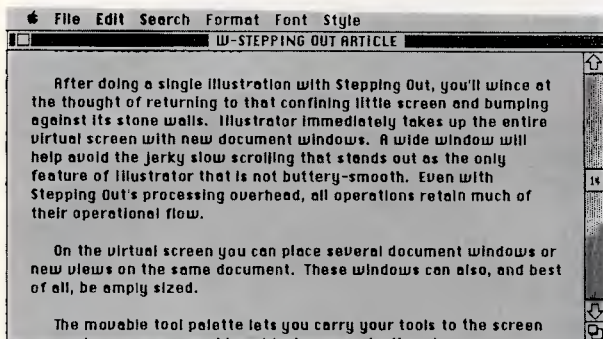 File Edit Search Format Font Style
W-STEPPING OUT ARTICLE
After doing a single illustration with Stepping Out, you'll wince at
the thought of returning to that confining little screen and bumping
against its stone walls. Illustrator immediately takes up the entire
virtual screen with new document windows. A wide window will
help avoid the jerky slow scrolling that stands out as the only
feature of Illustrator that is not buttery-smooth. Even with
Stepping Out's processing overhead, all operations retain much of
their operational flow.
On the virtual screen you can place several document windows or
new views on the same document. These windows can also, and best
of all, be amply sized.
14
The movable tool palette lets you carry your tools to the screen